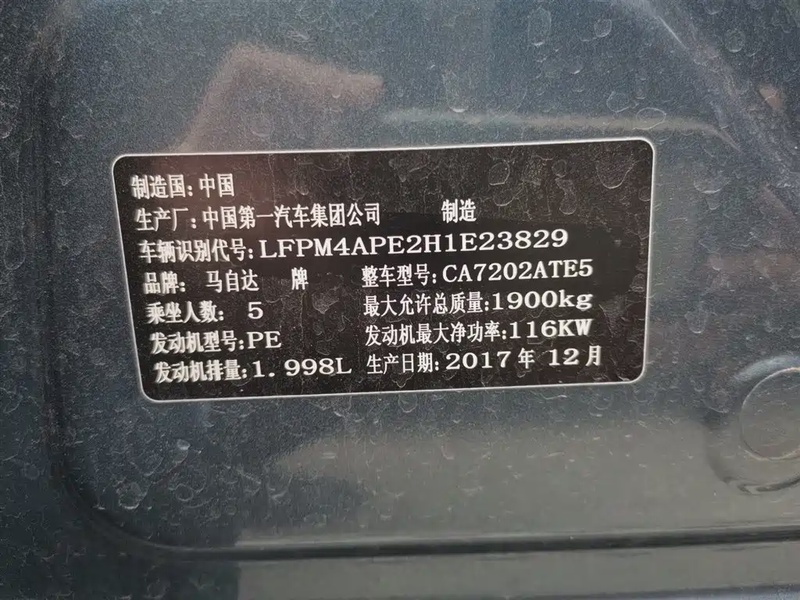 制造国:中国
生产厂:中国第一汽车集团公司 制造
车辆识别代号:LFPM4APE2H1E23829
品牌:马自达 牌 整车型号:CA7202ATE5
乘坐人数:5 最大允许总质量:1900kg
发动机型号:PE 发动机最大净功率:116KW
发动机排量:1.998L 生产日期:2017年12月